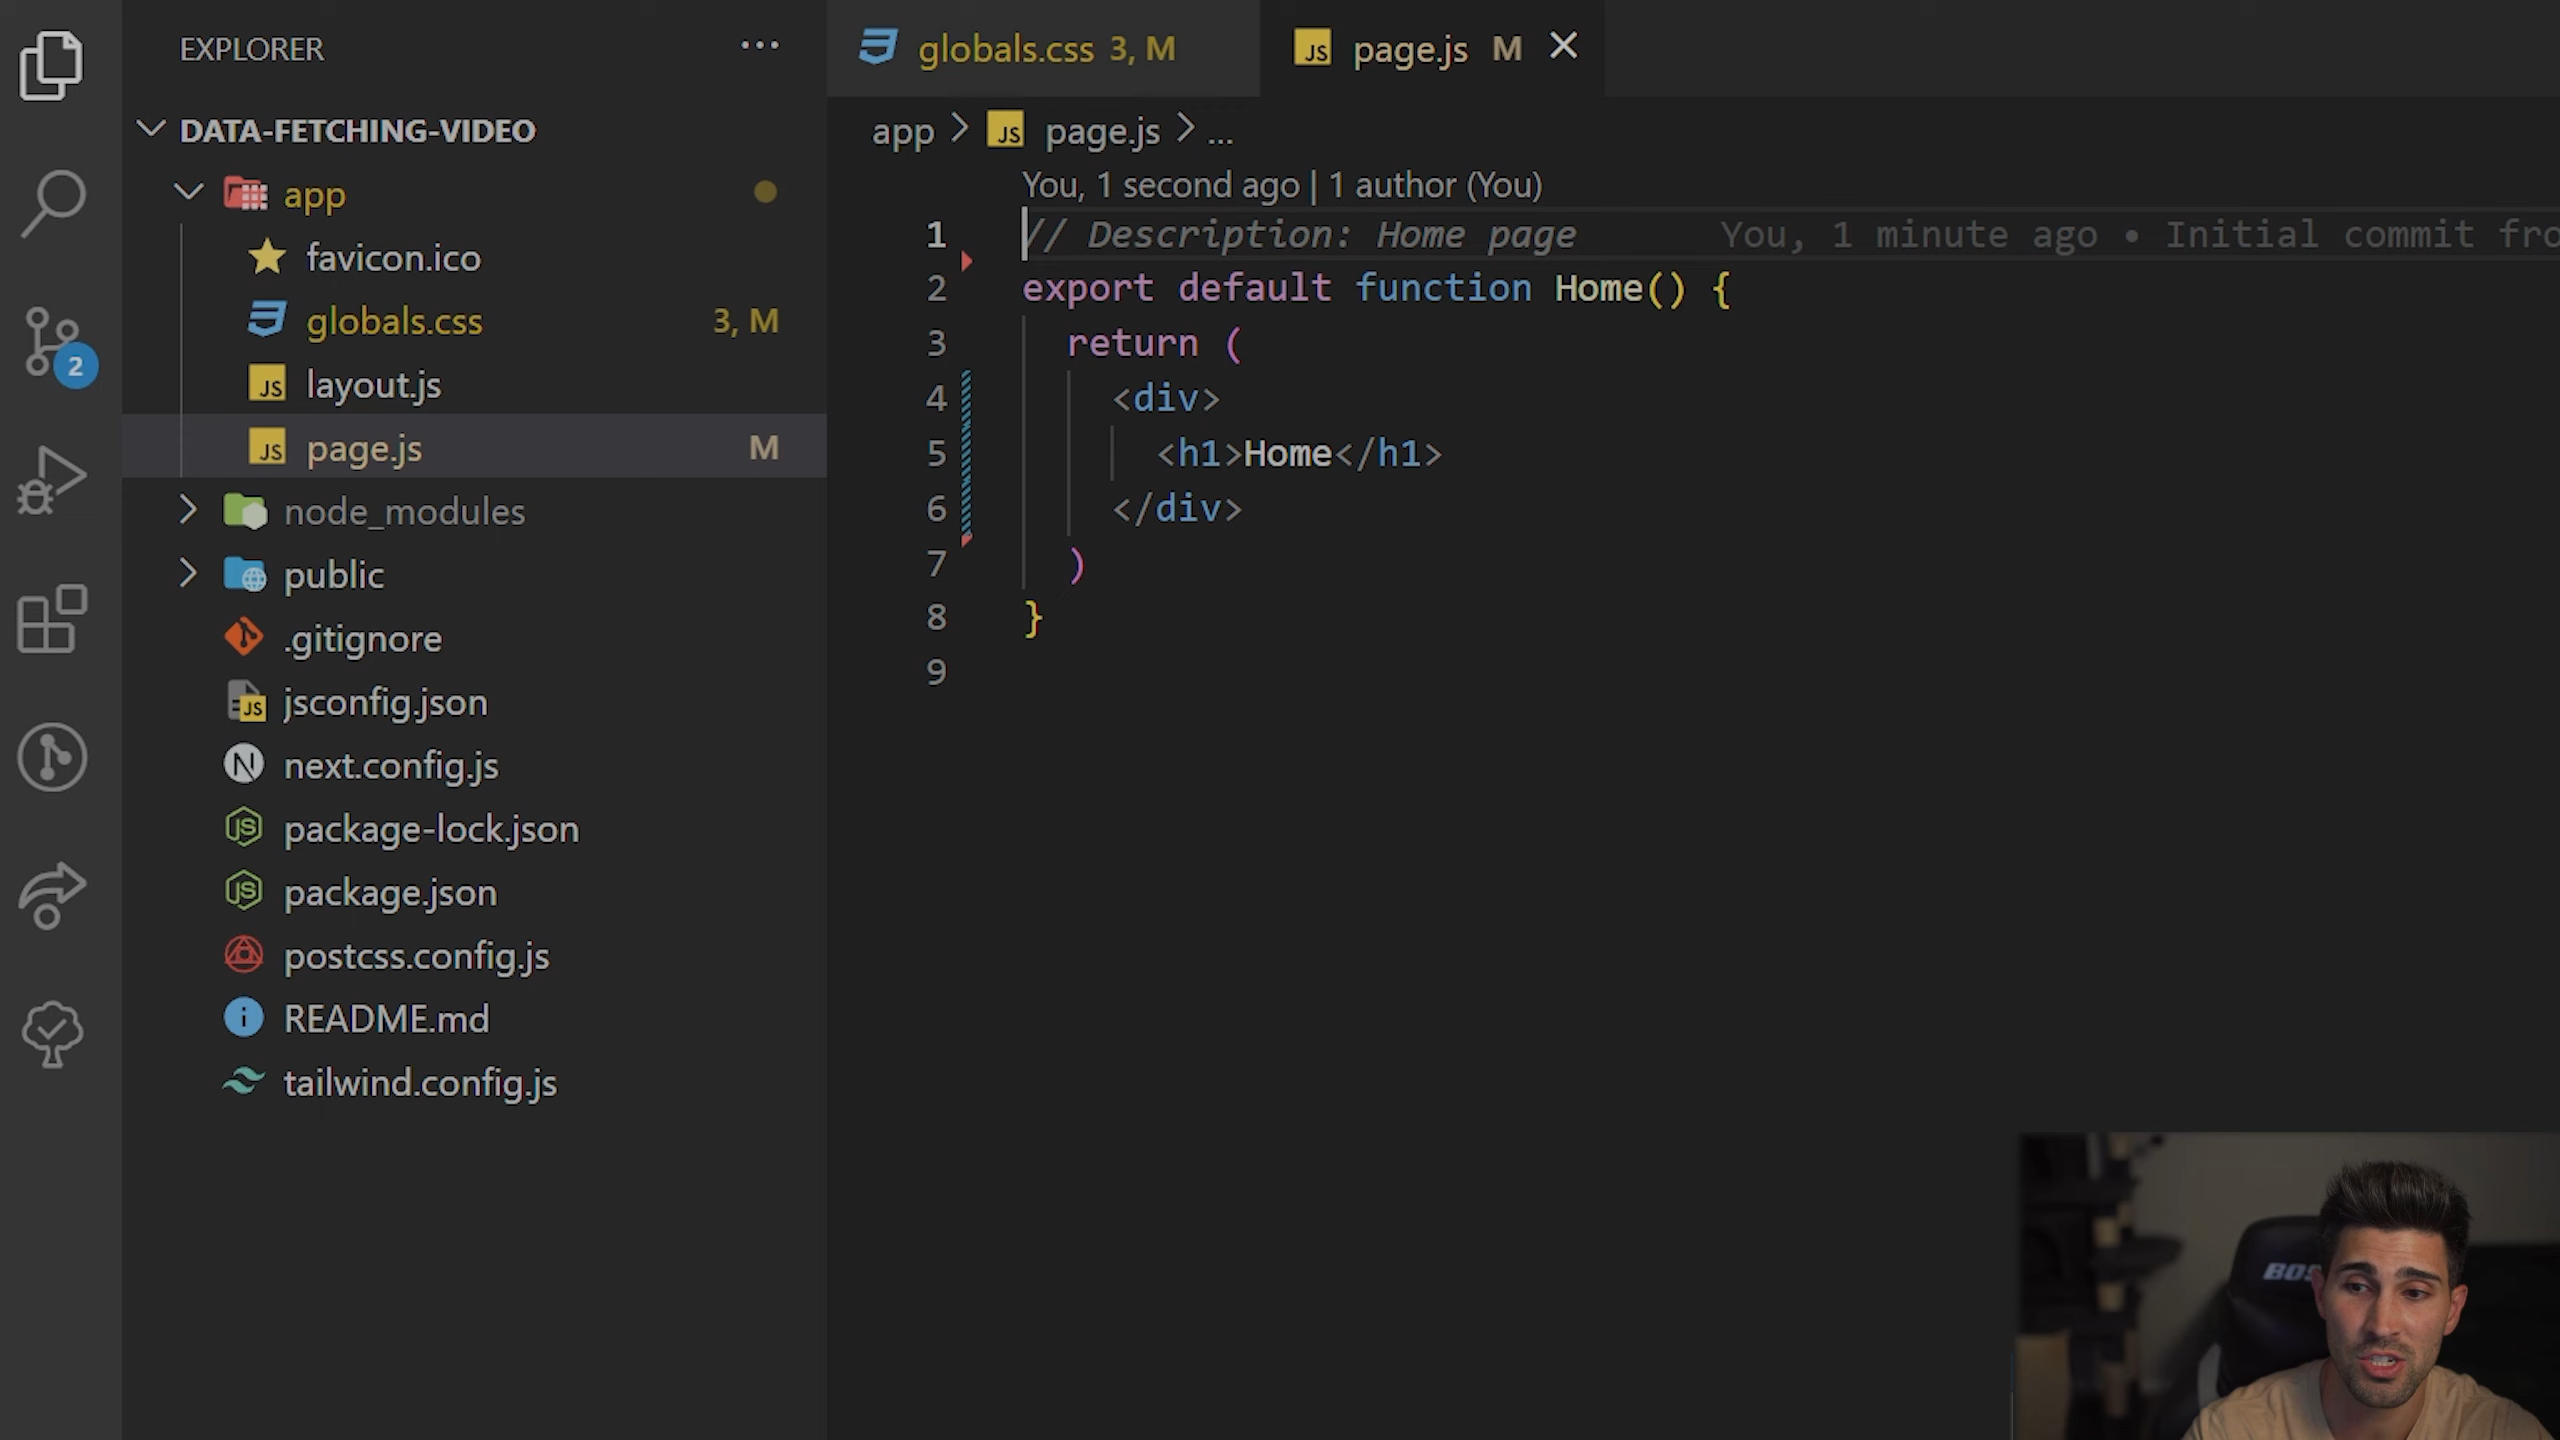 EXPLORER
DATA-FETCHING-VIDEO
app
favicon.ico
globals.css 3, M
layout.js
page.js M
node_modules
public
.gitignore
jsconfig.json
next.config.js
package-lock.json
package.json
postcss.config.js
README.md
tailwind.config.js
2
globals.css 3, M
JS page.js M
app > JS page.js > ...
You, 1 second ago | 1 author (You)
1 // Description: Home page You, 1 minute ago • Initial commit fro
2 export default function Home() {
3 return (
4 <div>
5 <h1>Home</h1>
6 </div>
7 )
8 }
9